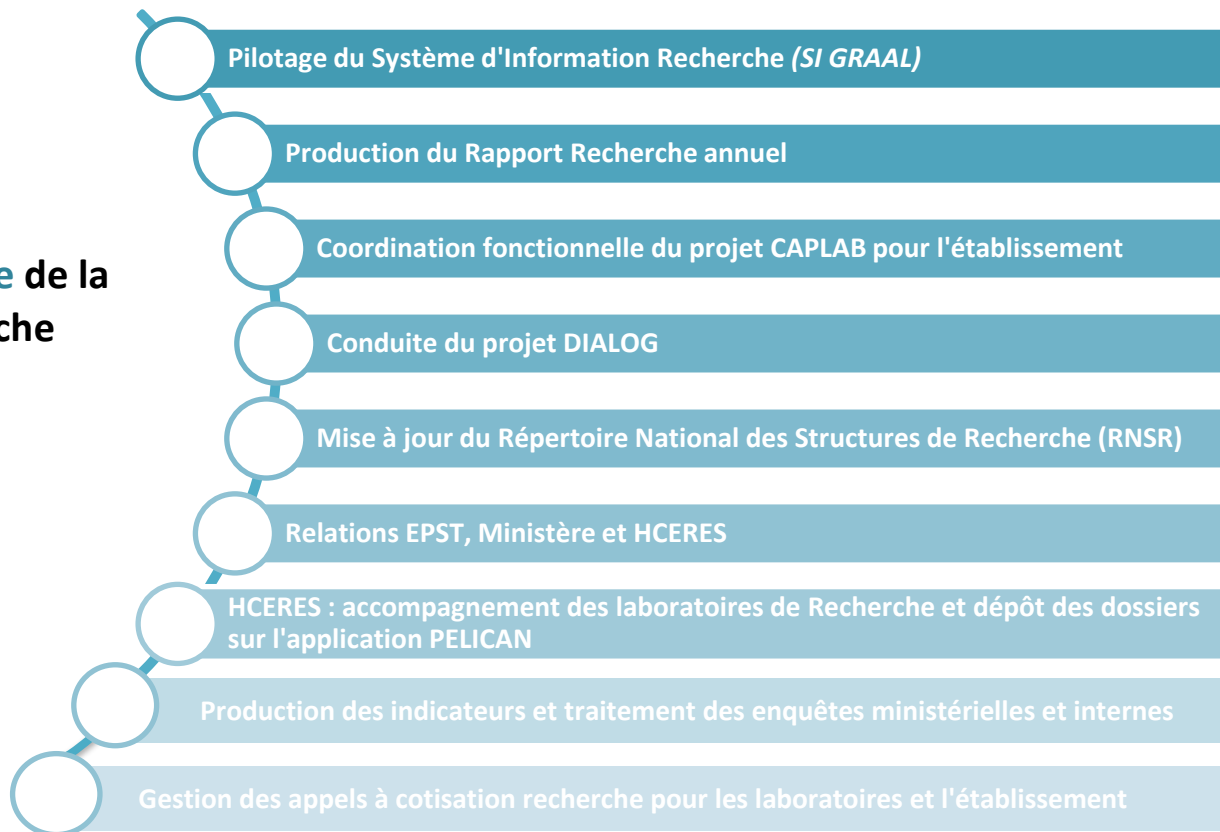 Pilotage du Système d'Information Recherche (SI GRAAL)
Production du Rapport Recherche annuel
Coordination fonctionnelle du projet CAPLAB pour l'établissement
e de la
che
Conduite du projet DIALOG
Mise à jour du Répertoire National des Structures de Recherche (RNSR)
Relations EPST, Ministère et HCERES
HCERES : accompagnement des laboratoires de Recherche et dépôt des dossiers
sur l'application PELICAN
Production des indicateurs et traitement des enquêtes ministérielles et internes
Gestion des appels à cotisation recherche pour les laboratoires et l'établissement